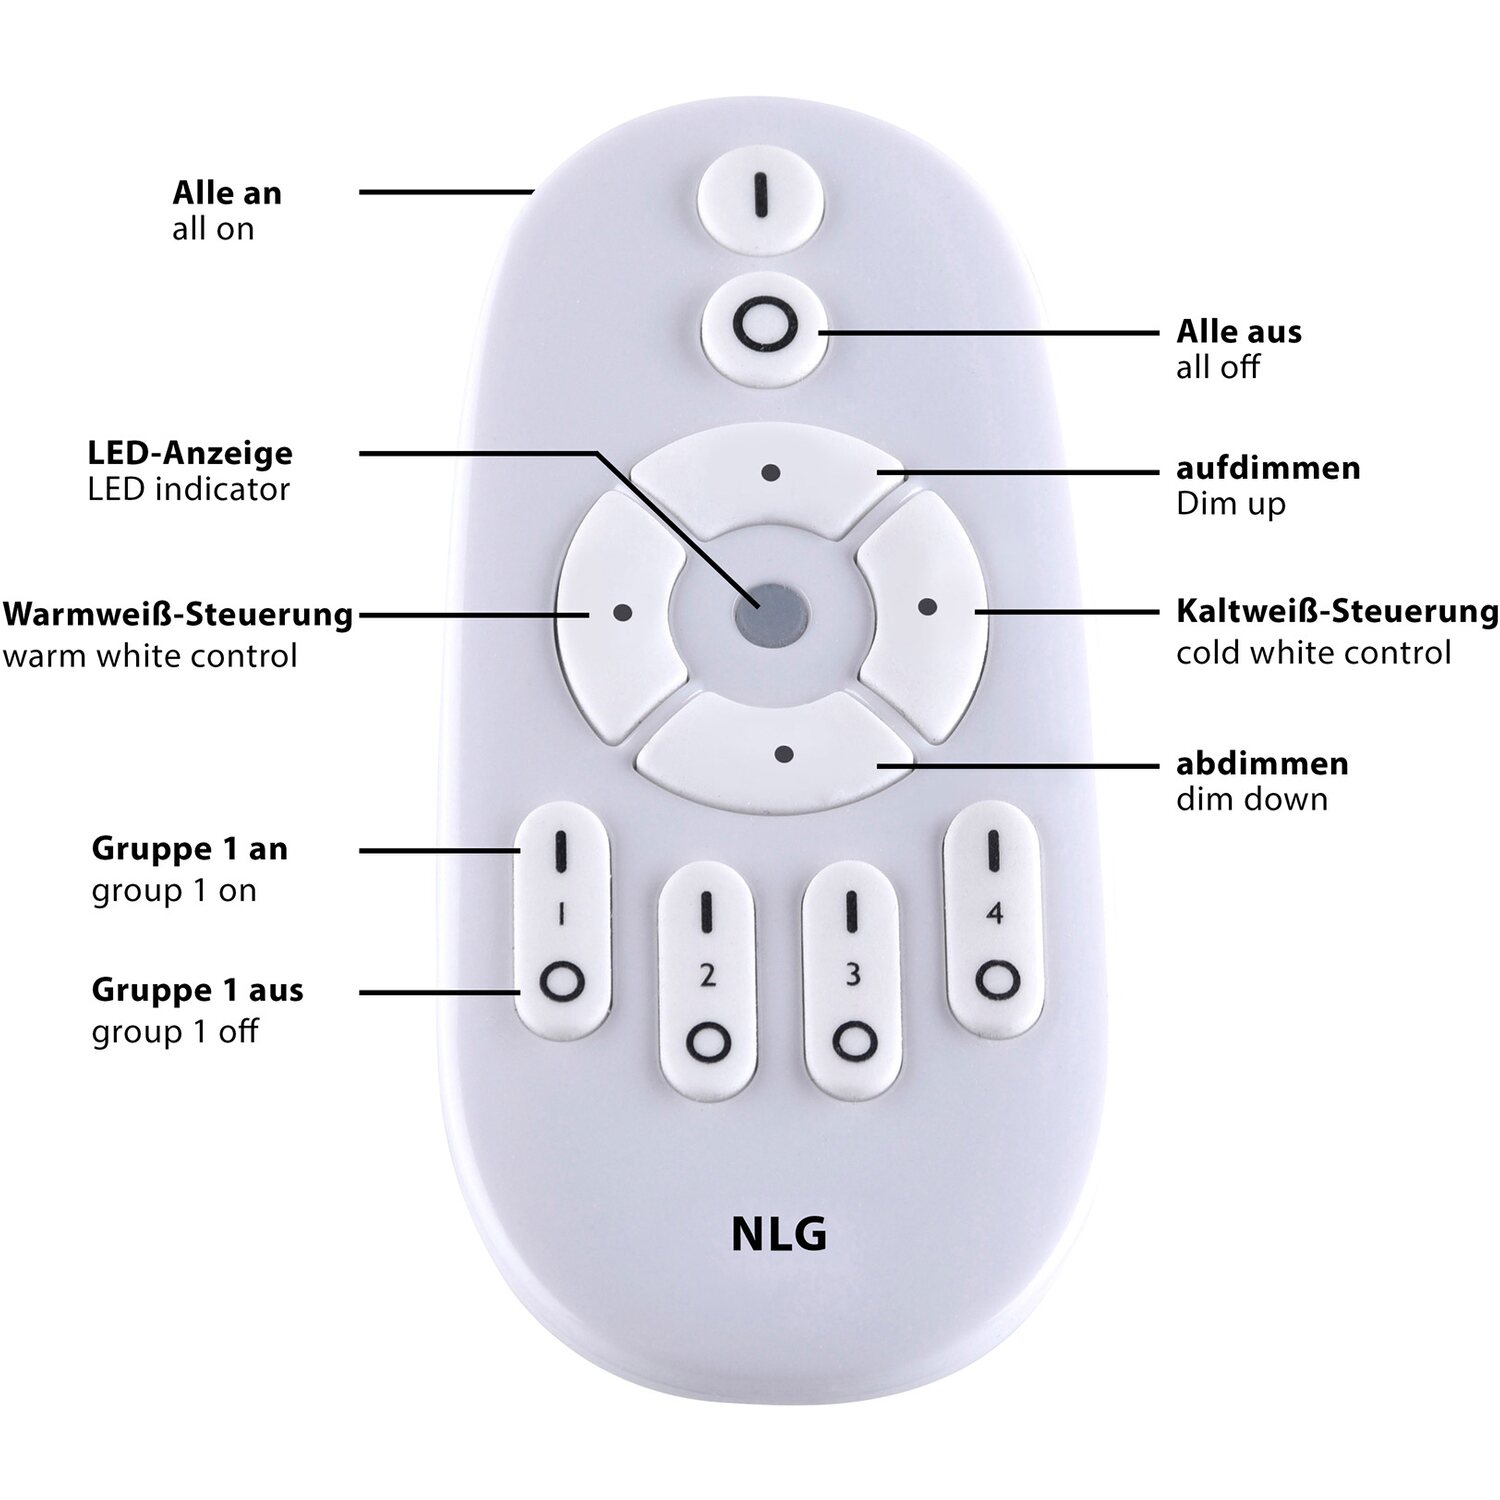 Alle an
all on
Alle aus
all off
LED-Anzeige
LED indicator
aufdimmen
Dim up
Warmweiß-Steuerung
warm white control
Kaltweiß-Steuerung
cold white control
abdimmen
dim down
Gruppe 1 an
group 1 on
Gruppe 1 aus
group 1 off
1
2
3
4
NLG